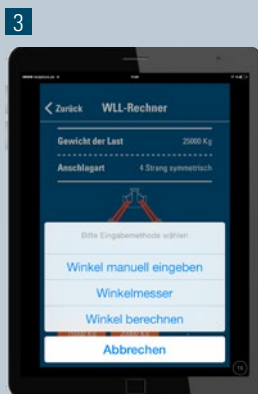 3
Zurück WLL-Rechner
Gewicht der Last 25000 Kg
Anschlagart 4 Strang symmetrisch
Bitte Eingabemethode wählen
Winkel manuell eingeben
Winkelmesser
Winkel berechnen
Abbrechen